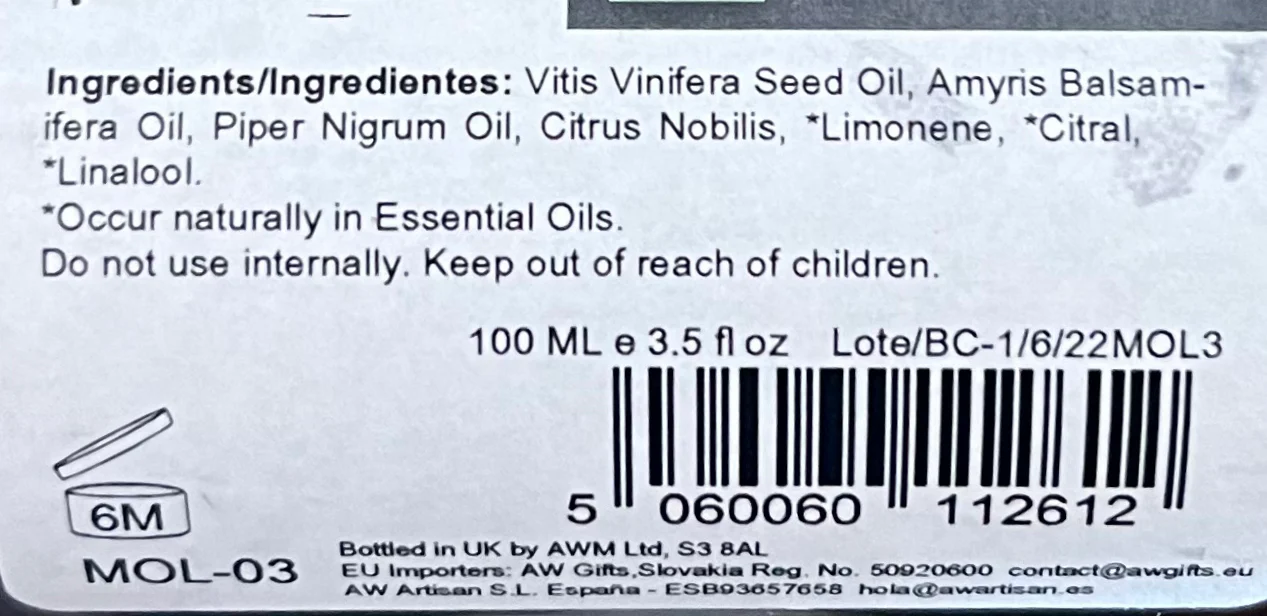 Ingredients/Ingredientes: Vitis Vinifera Seed Oil, Amyris Balsam-
ifera Oil, Piper Nigrum Oil, Citrus Nobilis, *Limonene, *Citral,
*Linalool.
*Occur naturally in Essential Oils.
Do not use internally. Keep out of reach of children.
100 ML e 3.5 fl oz Lote/BC-1/6/22MOL3
5 060060 112612
6M
MOL-03
Bottled in UK by AWM Ltd, S3 8AL
EU Importers: AW Gifts,Slovakia Reg. No. 50920600 contact@awgifts.eu
AW Artisan S.L. España - ESB93657658 hola@awartisan.es